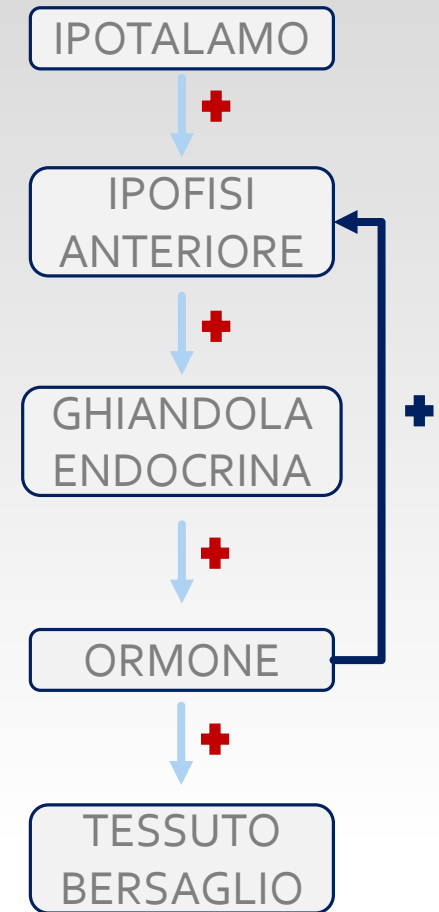 IPOTALAMO
IPOFISI
ANTERIORE
GHIANDOLA
ENDOCRINA
ORMONE
TESSUTO
BERSAGLIO